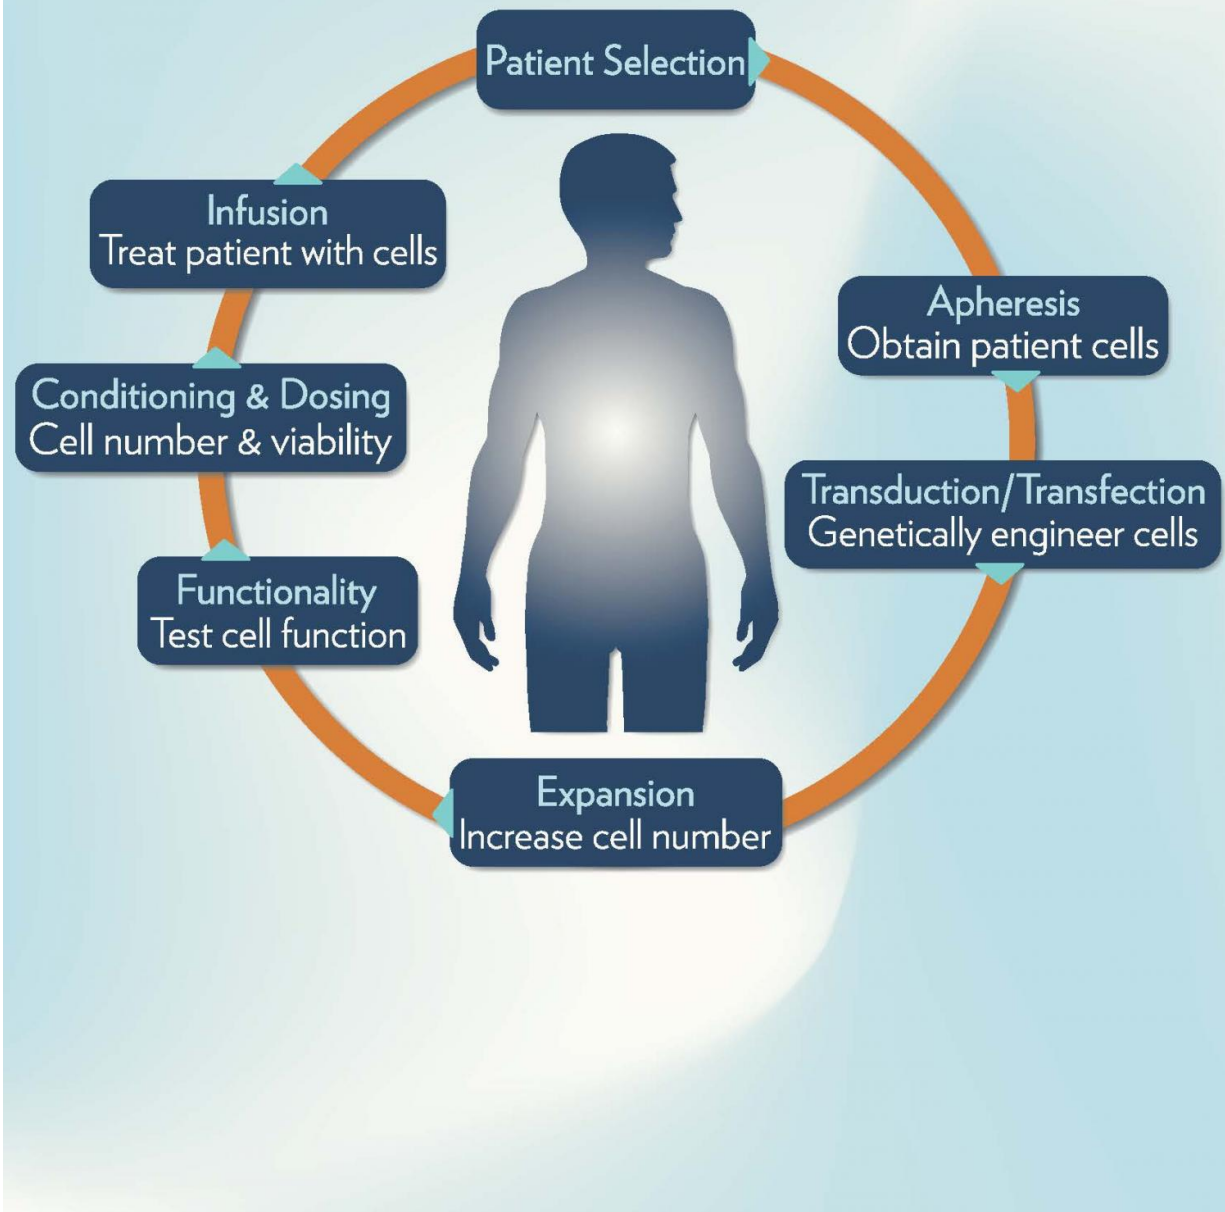 Patient Selection
Apheresis
Obtain patient cells
Transduction/Transfection
Genetically engineer cells
Expansion
Increase cell number
Functionality
Test cell function
Conditioning & Dosing
Cell number & viability
Infusion
Treat patient with cells